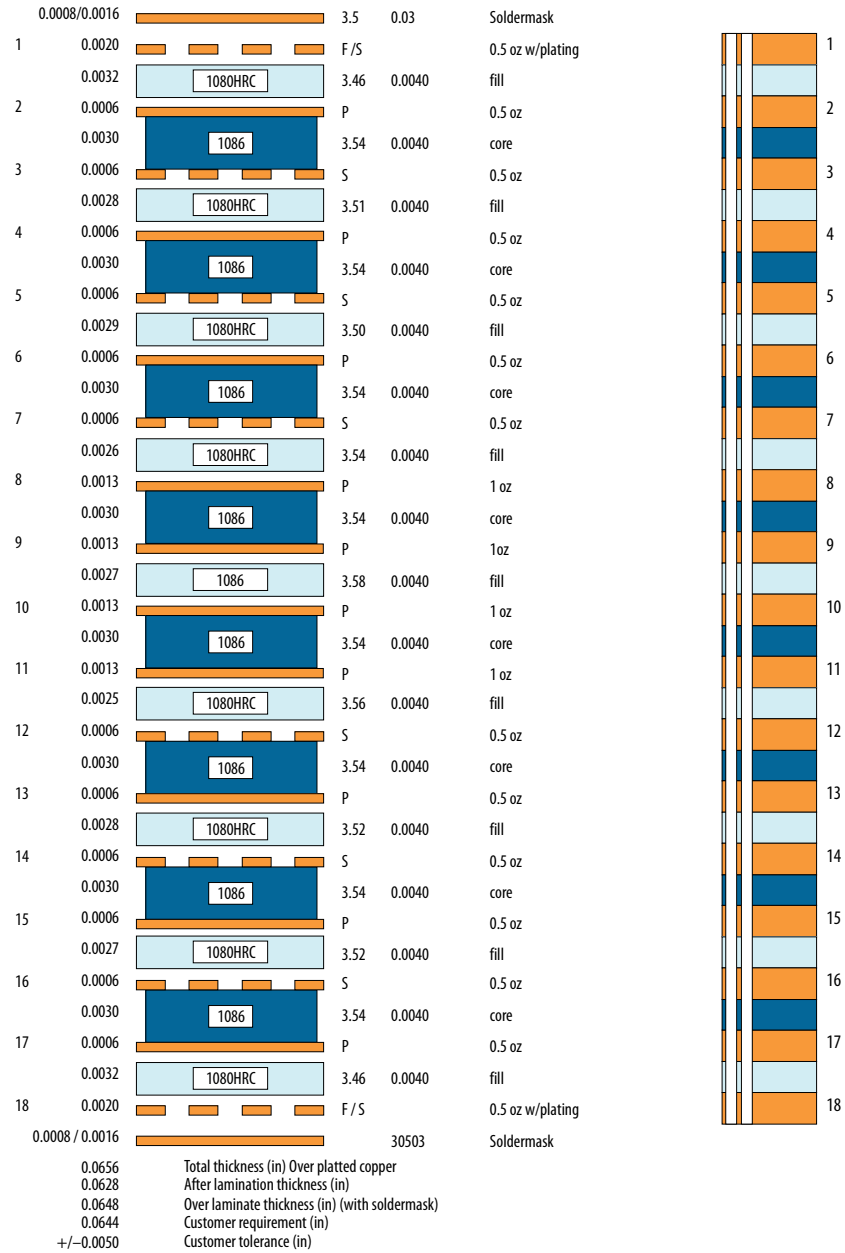 0.0008/0.0016 3.5 0.03 Soldermask
1 0.0020 F/S 0.5 oz w/plating 1
0.0032 1080HRC 3.46 0.0040 fill
2 0.0006 P 0.5 oz 2
0.0030 1086 3.54 0.0040 core
3 0.0006 S 0.5 oz 3
0.0028 1080HRC 3.51 0.0040 fill
4 0.0006 P 0.5 oz 4
0.0030 1086 3.54 0.0040 core
5 0.0006 S 0.5 oz 5
0.0029 1080HRC 3.50 0.0040 fill
6 0.0006 P 0.5 oz 6
0.0030 1086 3.54 0.0040 core
7 0.0006 S 0.5 oz 7
0.0026 1080HRC 3.54 0.0040 fill
8 0.0013 P 1 oz 8
0.0030 1086 3.54 0.0040 core
9 0.0013 P 1oz 9
0.0027 1086 3.58 0.0040 fill
10 0.0013 P 1 oz 10
0.0030 1086 3.54 0.0040 core
11 0.0013 P 1 oz 11
0.0025 1080HRC 3.56 0.0040 fill
12 0.0006 S 0.5 oz 12
0.0030 1086 3.54 0.0040 core
13 0.0006 P 0.5 oz 13
0.0028 1080HRC 3.52 0.0040 fill
14 0.0006 S 0.5 oz 14
0.0030 1086 3.54 0.0040 core
15 0.0006 P 0.5 oz 15
0.0027 1080HRC 3.52 0.0040 fill
16 0.0006 S 0.5 oz 16
0.0030 1086 3.54 0.0040 core
17 0.0006 P 0.5 oz 17
0.0032 1080HRC 3.46 0.0040 fill
18 0.0020 F / S 0.5 oz w/plating 18
0.0008 / 0.0016 30503 Soldermask
0.0656 Total thickness (in) Over platted copper
0.0628 After lamination thickness (in)
0.0648 Over laminate thickness (in) (with soldermask)
0.0644 Customer requirement (in)
+/–0.0050 Customer tolerance (in)